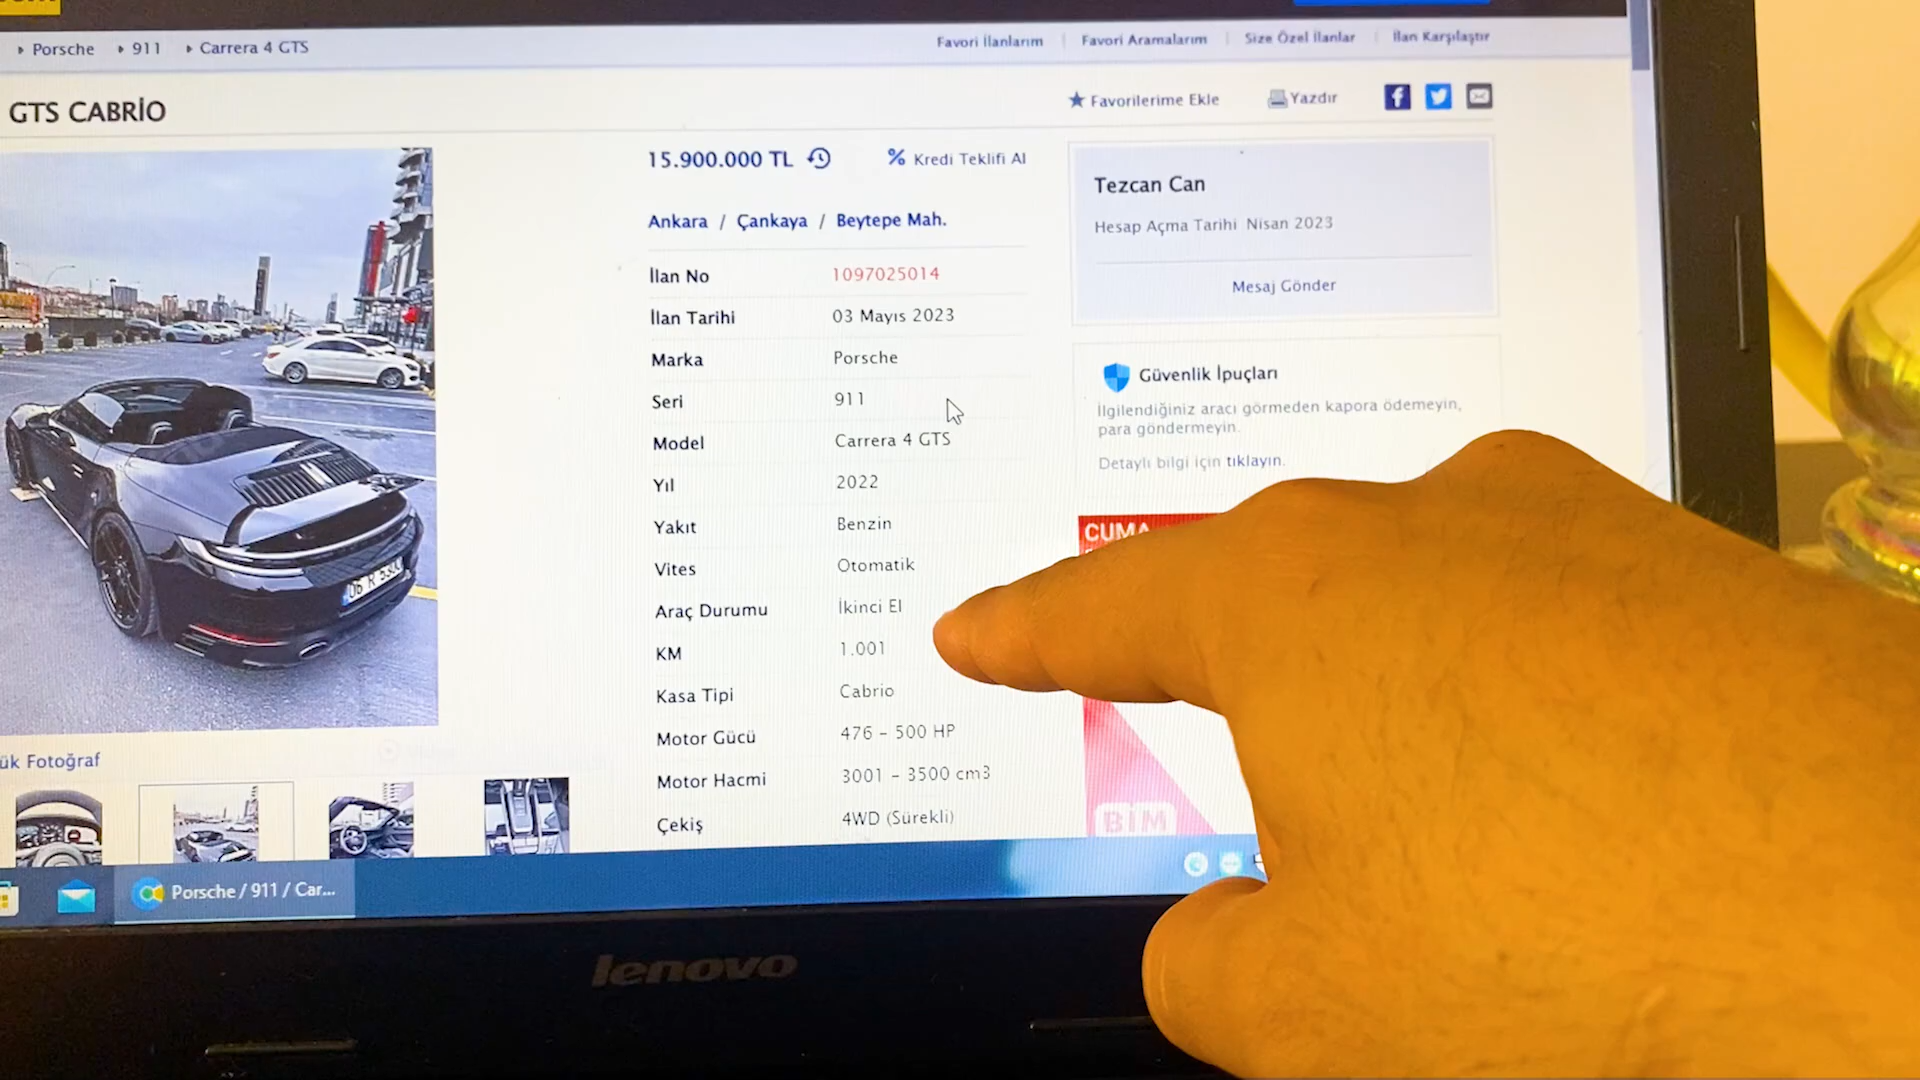 Porsche 911 Carrera 4 GTS
Favori İlanlarım Favori Aramalarım Size Özel İlanlar İlan Karşılaştır
GTS CABRİO
Favorilerime Ekle Yazdır
15.900.000 TL
% Kredi Teklifi Al
Ankara / Çankaya / Beytepe Mah.
İlan No 1097025014
İlan Tarihi 03 Mayıs 2023
Marka Porsche
Seri 911
Model Carrera 4 GTS
Yıl 2022
Yakıt Benzin
Vites Otomatik
Araç Durumu İkinci El
KM 1.001
Kasa Tipi Cabrio
Motor Gücü 476 - 500 HP
Motor Hacmi 3001 - 3500 cm3
Çekiş 4WD (Sürekli)
Tezcan Can
Hesap Açma Tarihi Nisan 2023
Mesaj Gönder
Güvenlik İpuçları
İlgilendiğiniz aracı görmeden kapora ödemeyin,
para göndermeyin.
Detaylı bilgi için tıklayın.
CUMA
BİM
ük Fotoğraf
Porsche / 911 / Car...
lenovo